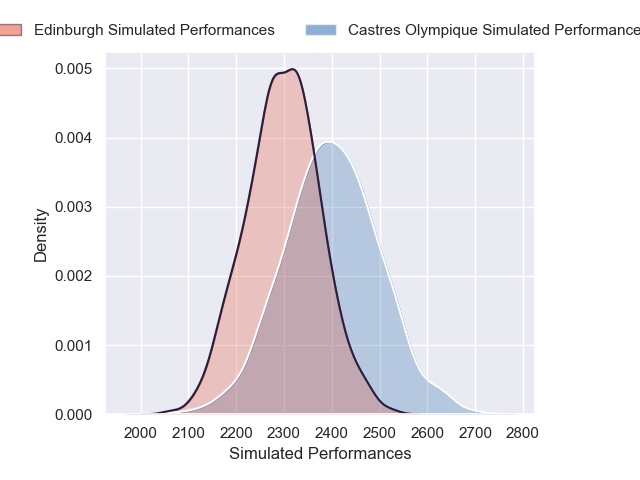 Edinburgh Simulated Performances
Castres Olympique Simulated Performance
0.005
0.004
0.003
0.002
0.001
0.000
Density
2000 2100 2200 2300 2400 2500 2600 2700 2800
Simulated Performances